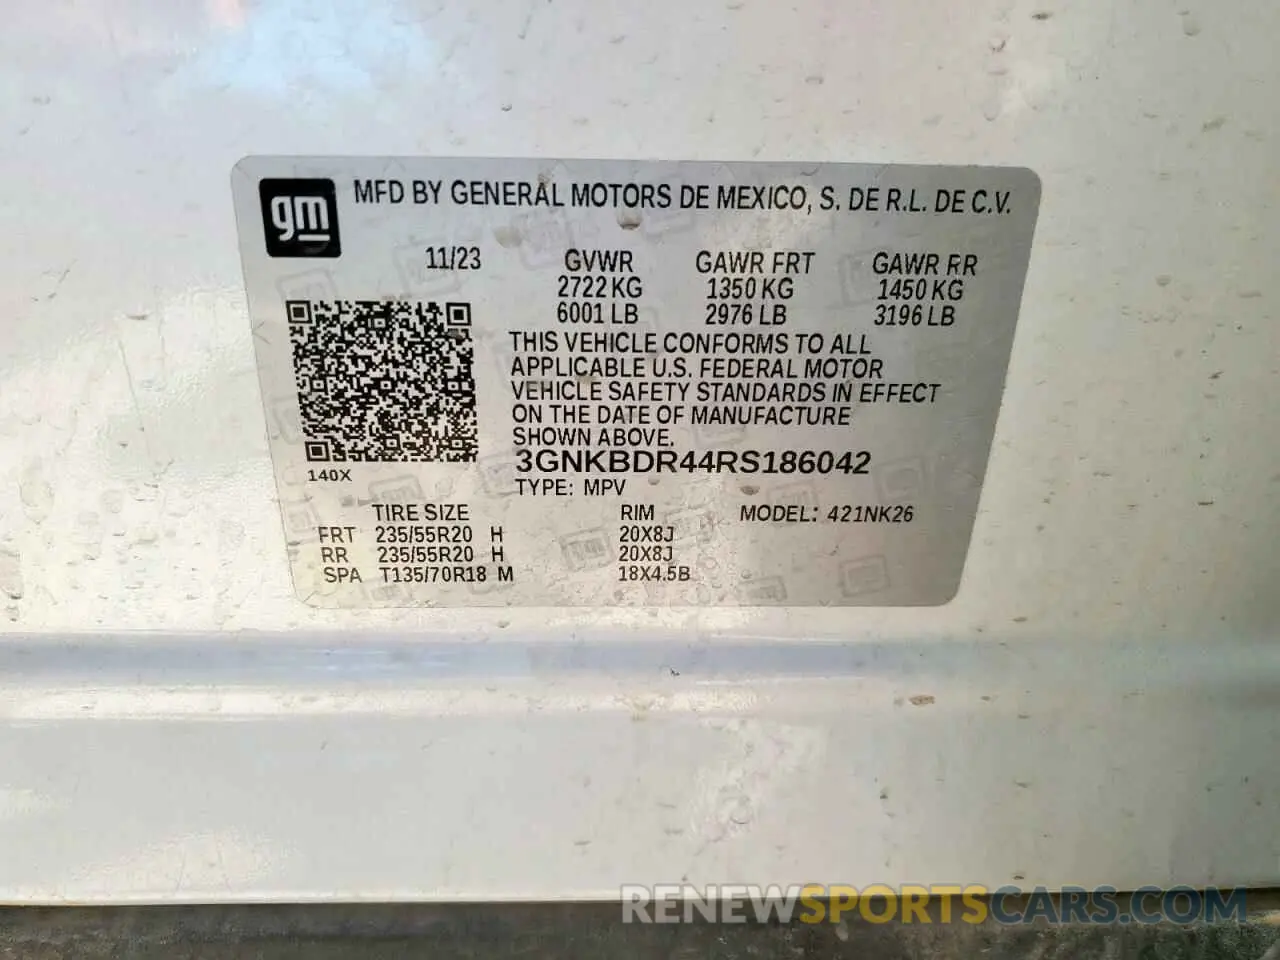 gm MFD BY GENERAL MOTORS DE MEXICO, S. DE R.L. DE C.V.
11/23 GVWR GAWR FRT GAWR RR
2722 KG 1350 KG 1450 KG
6001 LB 2976 LB 3196 LB
THIS VEHICLE CONFORMS TO ALL
APPLICABLE U.S. FEDERAL MOTOR
VEHICLE SAFETY STANDARDS IN EFFECT
ON THE DATE OF MANUFACTURE
SHOWN ABOVE.
3GNKBDR44RS186042
140X
TYPE: MPV
TIRE SIZE RIM MODEL: 421NK26
FRT 235/55R20 H 20X8J
RR 235/55R20 H 20X8J
SPA T135/70R18 M 18X4.5B
RENEWSPORTSCARS.COM